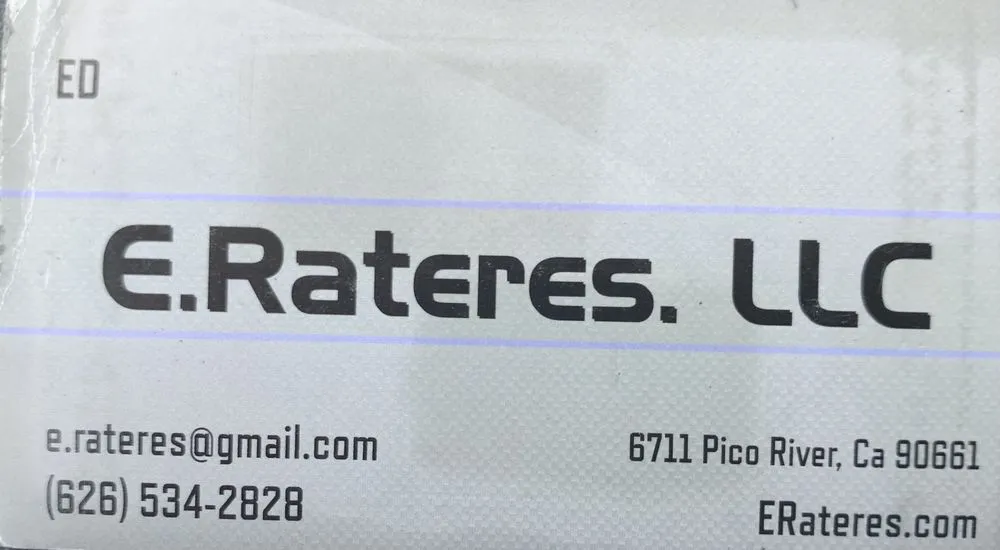 ED
E.Rateres. LLC
e.rateres@gmail.com
(626) 534-2828
6711 Pico River, Ca 90661
ERateres.com